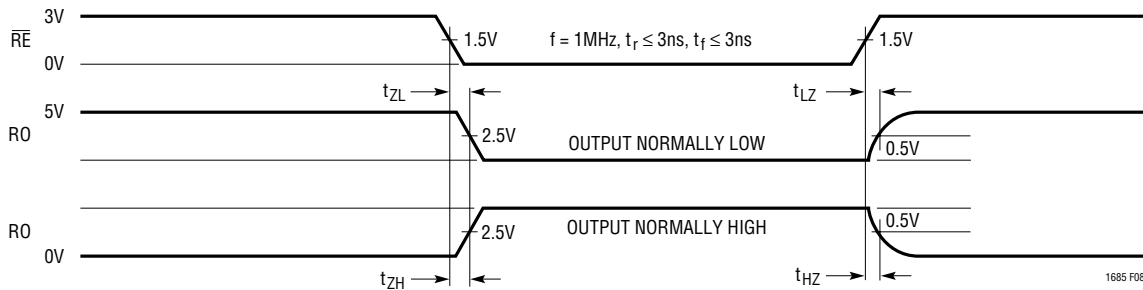 3V
RE
1.5V
f = 1MHz, tr ≤ 3ns, tf ≤ 3ns
1.5V
0V
tZL
tLZ
5V
RO
2.5V
OUTPUT NORMALLY LOW
0.5V
RO
2.5V
OUTPUT NORMALLY HIGH
0.5V
0V
tZH
tHZ
1685 F08